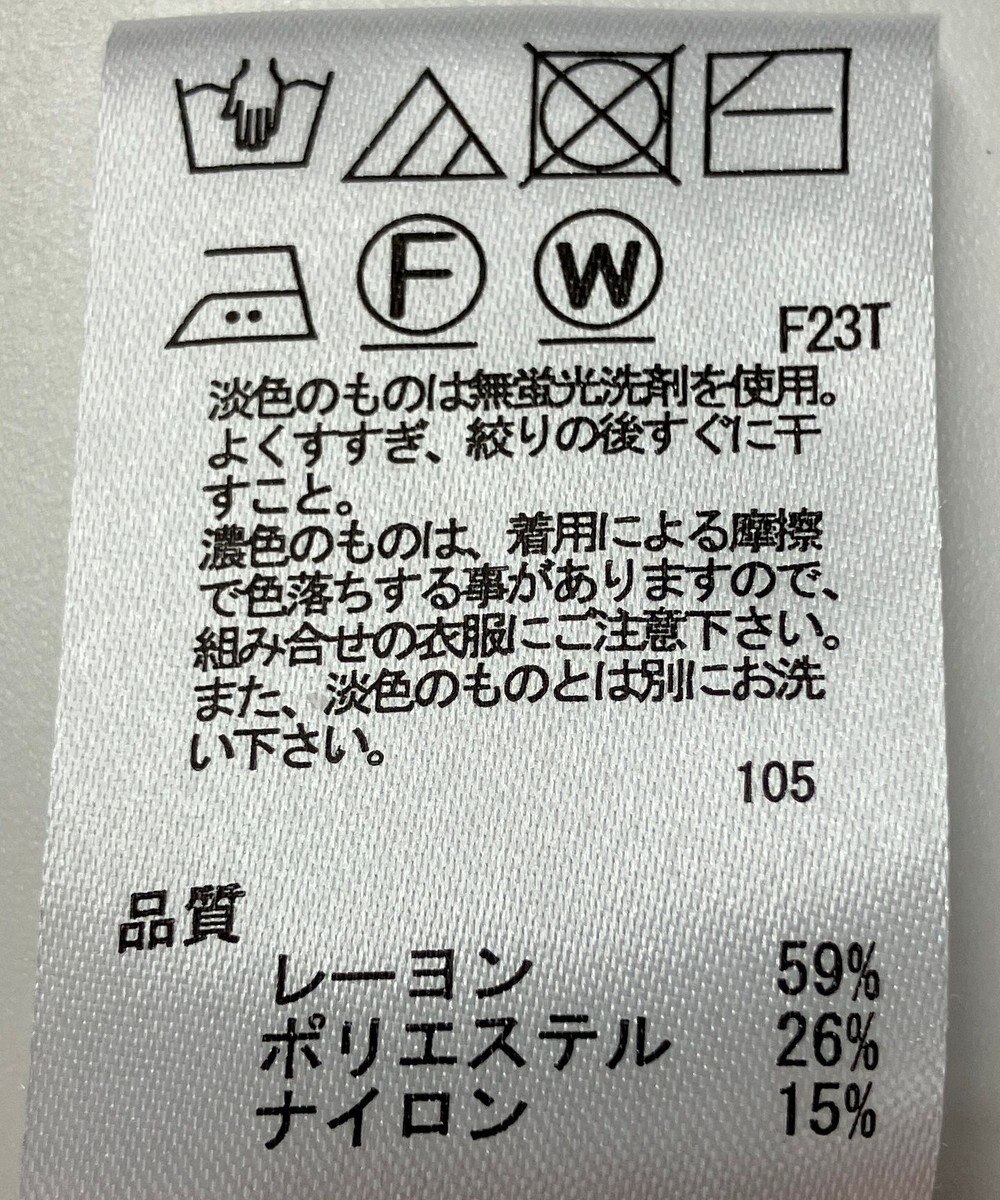 F
W
F23T
淡色のものは無蛍光洗剤を使用。
よくすすぎ、絞りの後すぐに干
すこと。
濃色のものは、着用による摩擦
で色落ちする事がありますので、
組み合せの衣服にご注意下さい。
また、淡色のものとは別にお洗
い下さい。
105
品質
レーヨン 59%
ポリエステル 26%
ナイロン 15%